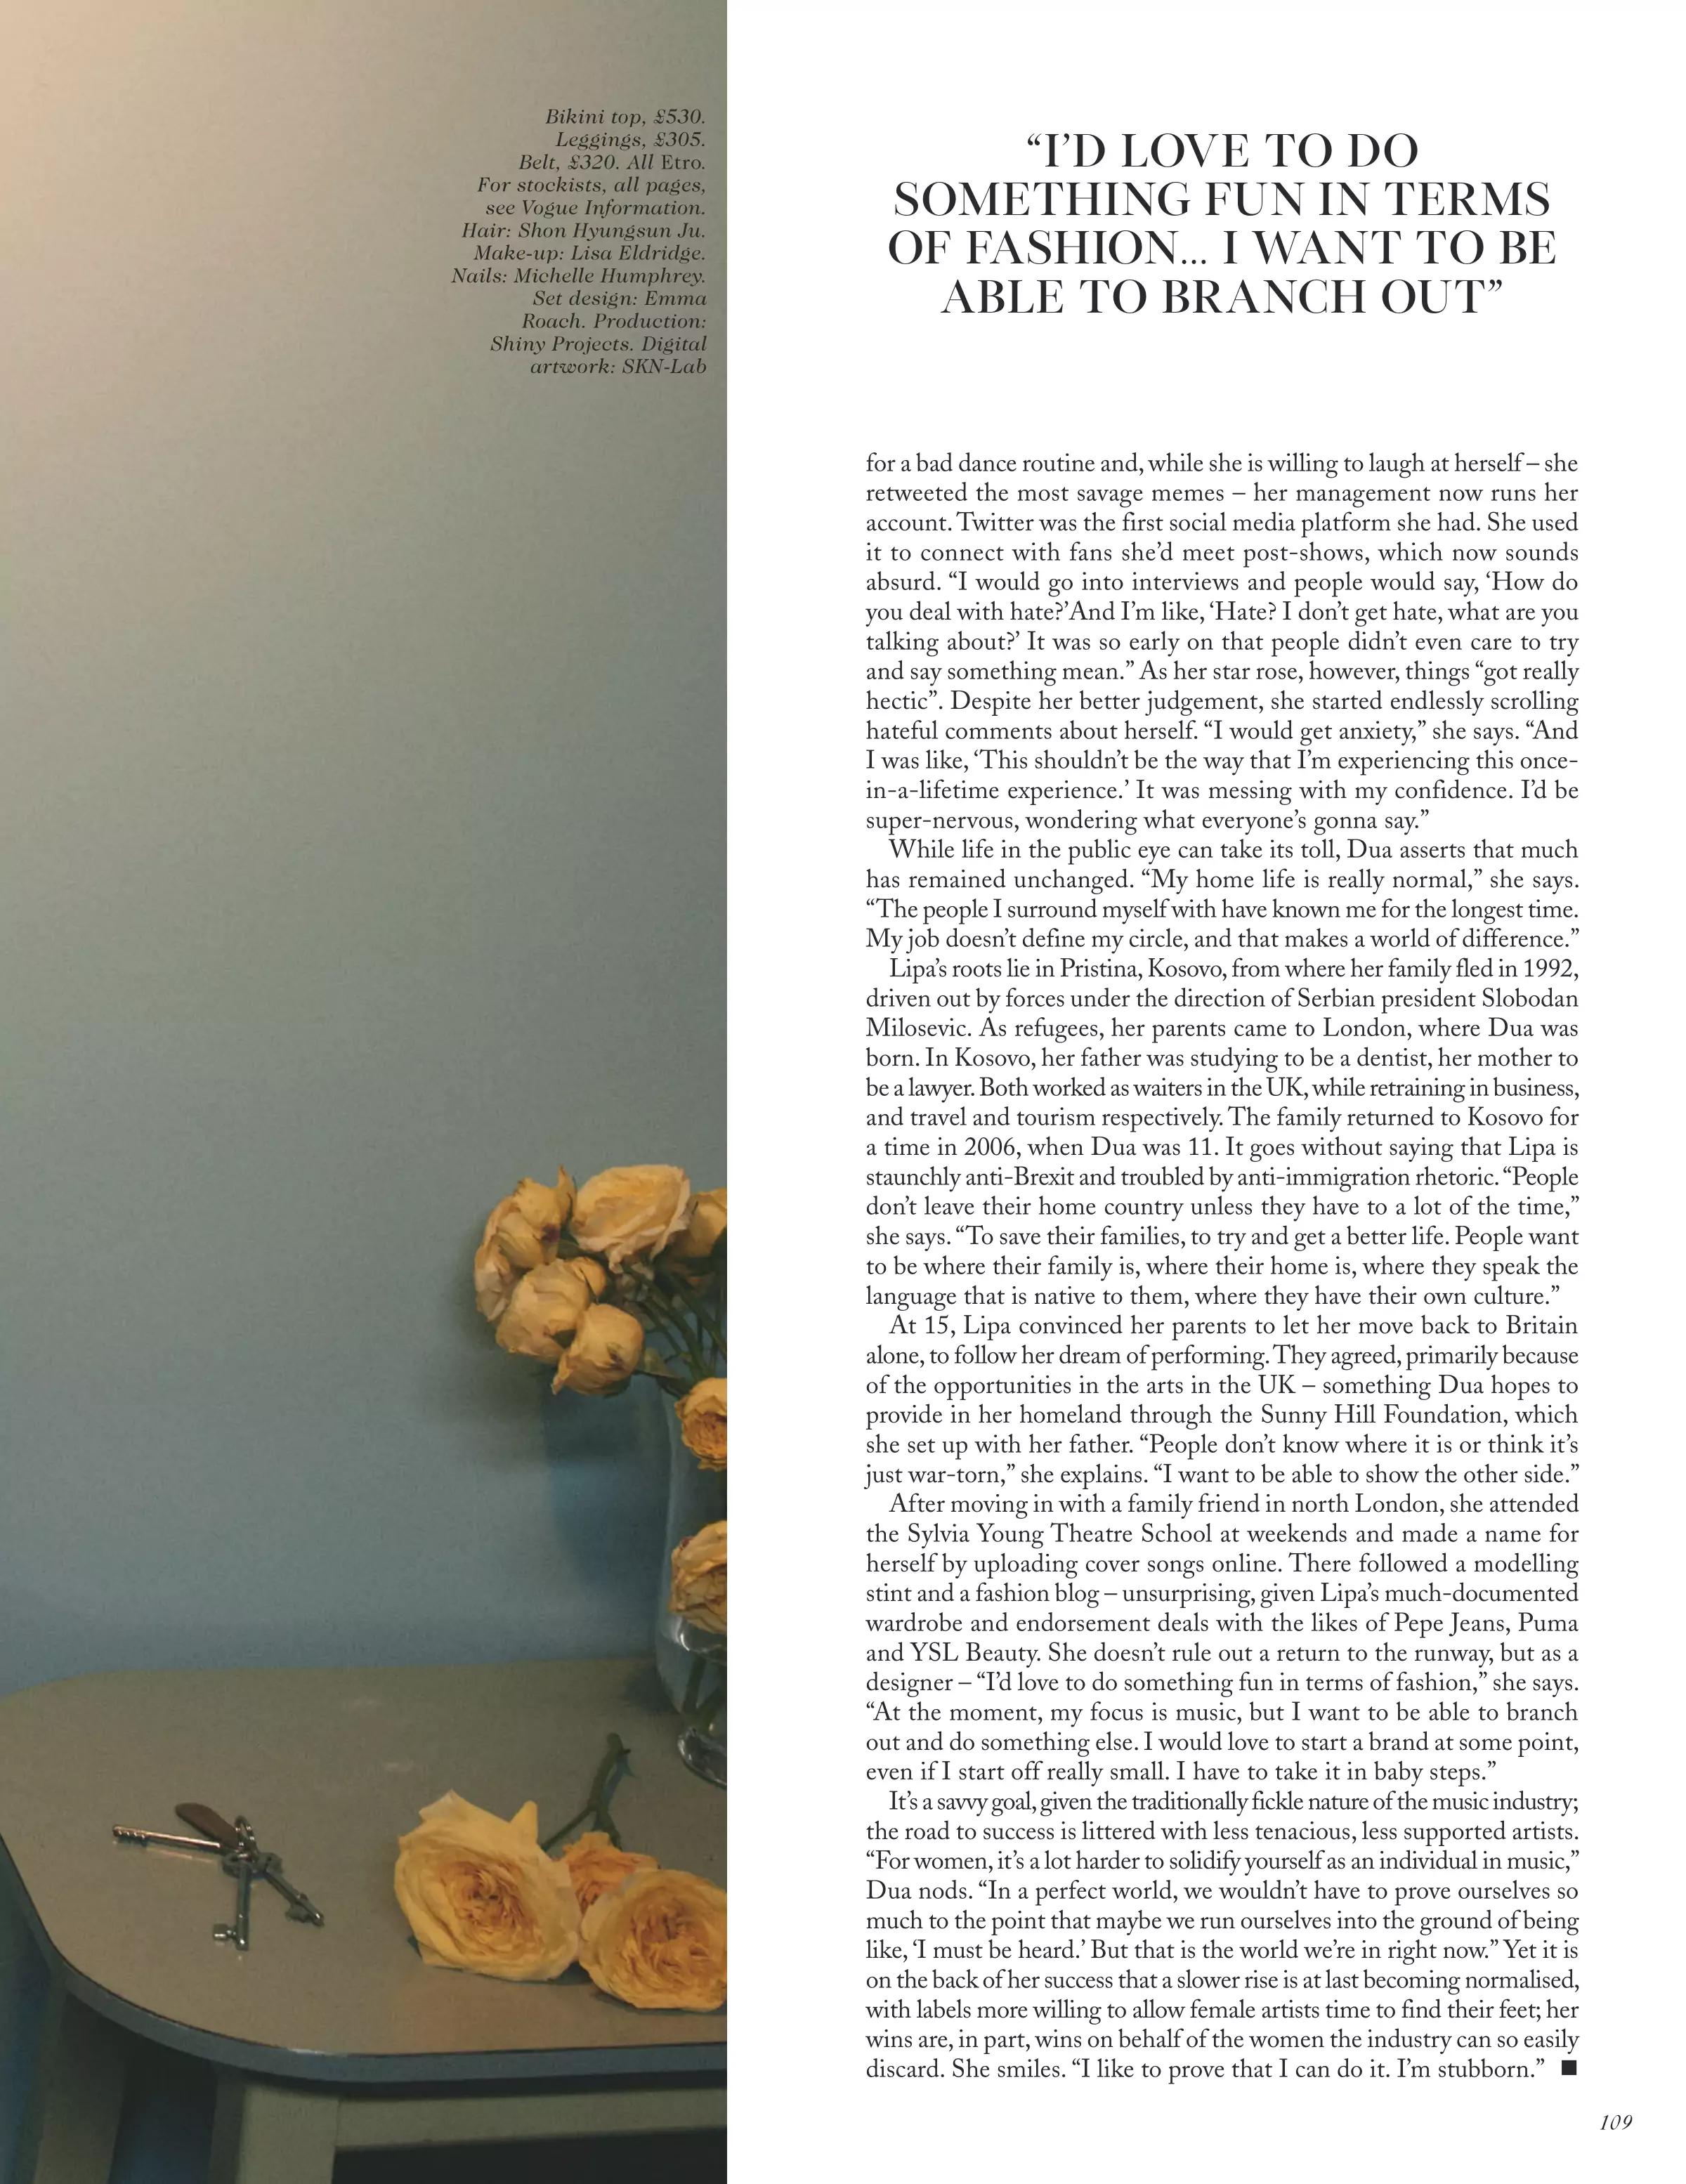 Bikini top, £530.
Leggings, £305.
Belt, £320. All Etro.
For stockists, all pages,
see Vogue Information.
Hair: Shon Hyungsun Ju.
Make-up: Lisa Eldridge.
Nails: Michelle Humphrey.
Set design: Emma
Roach. Production:
Shiny Projects. Digital
artwork: SKN-Lab
“I’D LOVE TO DO
SOMETHING FUN IN TERMS
OF FASHION... I WANT TO BE
ABLE TO BRANCH OUT”
for a bad dance routine and, while she is willing to laugh at herself – she
retweeted the most savage memes – her management now runs her
account. Twitter was the first social media platform she had. She used
it to connect with fans she’d meet post-shows, which now sounds
absurd. “I would go into interviews and people would say, ‘How do
you deal with hate?’ And I’m like, ‘Hate? I don’t get hate, what are you
talking about?’ It was so early on that people didn’t even care to try
and say something mean.” As her star rose, however, things “got really
hectic”. Despite her better judgement, she started endlessly scrolling
hateful comments about herself. “I would get anxiety,” she says. “And
I was like, ‘This shouldn’t be the way that I’m experiencing this once-
in-a-lifetime experience.’ It was messing with my confidence. I’d be
super-nervous, wondering what everyone’s gonna say.”
While life in the public eye can take its toll, Dua asserts that much
has remained unchanged. “My home life is really normal,” she says.
“The people I surround myself with have known me for the longest time.
My job doesn’t define my circle, and that makes a world of difference.”
Lipa’s roots lie in Pristina, Kosovo, from where her family fled in 1992,
driven out by forces under the direction of Serbian president Slobodan
Milosevic. As refugees, her parents came to London, where Dua was
born. In Kosovo, her father was studying to be a dentist, her mother to
be a lawyer. Both worked as waiters in the UK, while retraining in business,
and travel and tourism respectively. The family returned to Kosovo for
a time in 2006, when Dua was 11. It goes without saying that Lipa is
staunchly anti-Brexit and troubled by anti-immigration rhetoric. “People
don’t leave their home country unless they have to a lot of the time,”
she says. “To save their families, to try and get a better life. People want
to be where their family is, where their home is, where they speak the
language that is native to them, where they have their own culture.”
At 15, Lipa convinced her parents to let her move back to Britain
alone, to follow her dream of performing. They agreed, primarily because
of the opportunities in the arts in the UK – something Dua hopes to
provide in her homeland through the Sunny Hill Foundation, which
she set up with her father. “People don’t know where it is or think it’s
just war-torn,” she explains. “I want to be able to show the other side.”
After moving in with a family friend in north London, she attended
the Sylvia Young Theatre School at weekends and made a name for
herself by uploading cover songs online. There followed a modelling
stint and a fashion blog – unsurprising, given Lipa’s much-documented
wardrobe and endorsement deals with the likes of Pepe Jeans, Puma
and YSL Beauty. She doesn’t rule out a return to the runway, but as a
designer – “I’d love to do something fun in terms of fashion,” she says.
“At the moment, my focus is music, but I want to be able to branch
out and do something else. I would love to start a brand at some point,
even if I start off really small. I have to take it in baby steps.”
It’s a savvy goal, given the traditionally fickle nature of the music industry;
the road to success is littered with less tenacious, less supported artists.
“For women, it’s a lot harder to solidify yourself as an individual in music,”
Dua nods. “In a perfect world, we wouldn’t have to prove ourselves so
much to the point that maybe we run ourselves into the ground of being
like, ‘I must be heard.’ But that is the world we’re in right now.” Yet it is
on the back of her success that a slower rise is at last becoming normalised,
with labels more willing to allow female artists time to find their feet; her
wins are, in part, wins on behalf of the women the industry can so easily
discard. She smiles. “I like to prove that I can do it. I’m stubborn.” ■
109